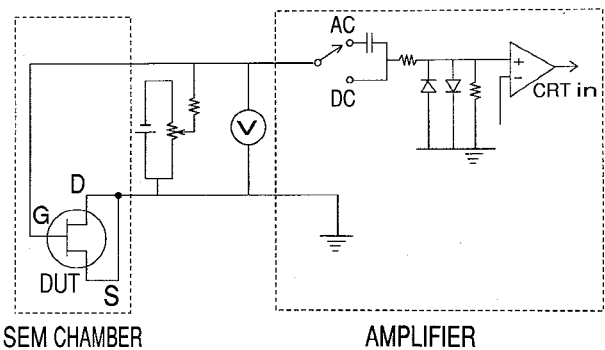 AC
DC
+
−
CRT in
V
D
G
DUT
S
SEM CHAMBER
AMPLIFIER